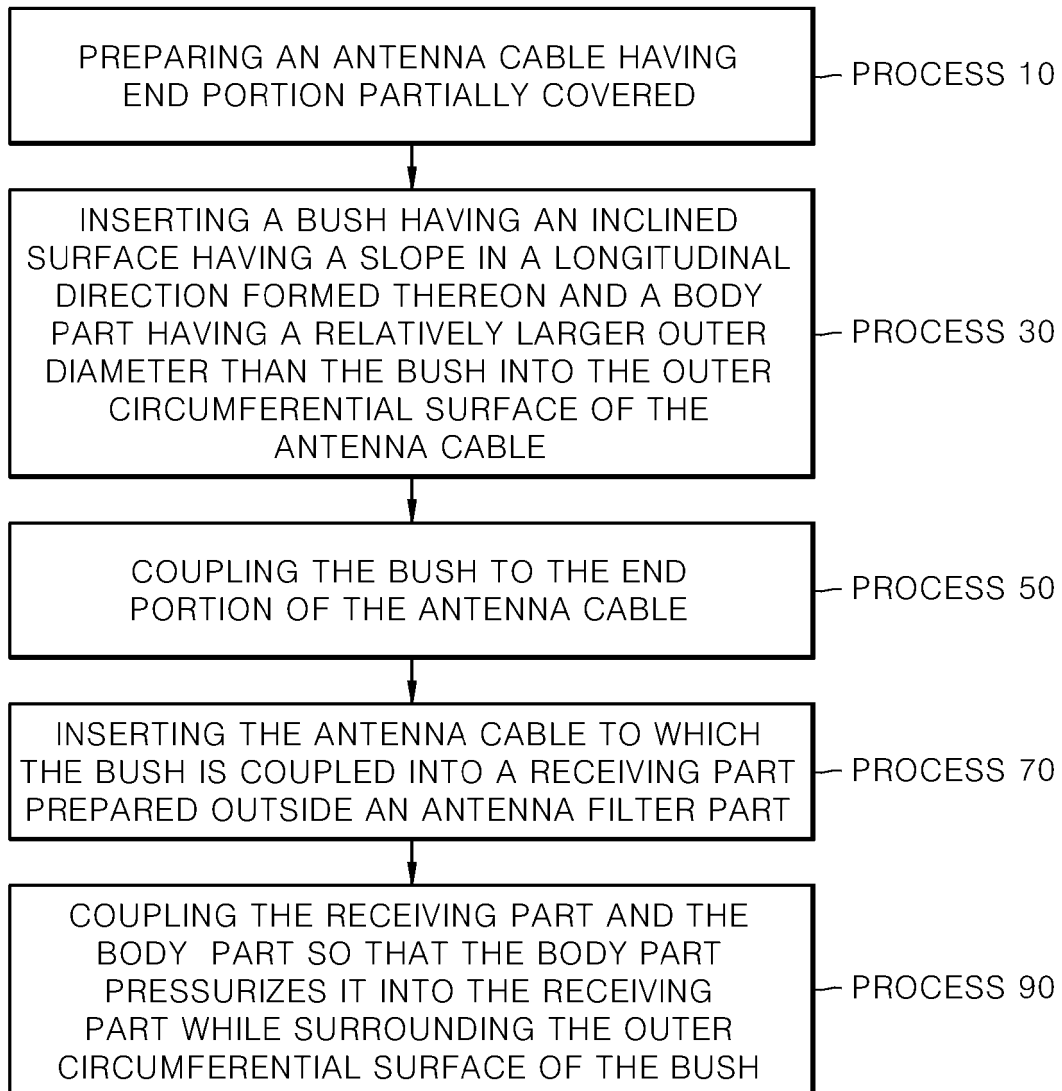 PREPARING AN ANTENNA CABLE HAVING
END PORTION PARTIALLY COVERED
PROCESS 10
INSERTING A BUSH HAVING AN INCLINED
SURFACE HAVING A SLOPE IN A LONGITUDINAL
DIRECTION FORMED THEREON AND A BODY
PART HAVING A RELATIVELY LARGER OUTER
DIAMETER THAN THE BUSH INTO THE OUTER
CIRCUMFERENTIAL SURFACE OF THE
ANTENNA CABLE
PROCESS 30
COUPLING THE BUSH TO THE END
PORTION OF THE ANTENNA CABLE
PROCESS 50
INSERTING THE ANTENNA CABLE TO WHICH
THE BUSH IS COUPLED INTO A RECEIVING PART
PREPARED OUTSIDE AN ANTENNA FILTER PART
PROCESS 70
COUPLING THE RECEIVING PART AND THE
BODY PART SO THAT THE BODY PART
PRESSURIZES IT INTO THE RECEIVING
PART WHILE SURROUNDING THE OUTER
CIRCUMFERENTIAL SURFACE OF THE BUSH
PROCESS 90